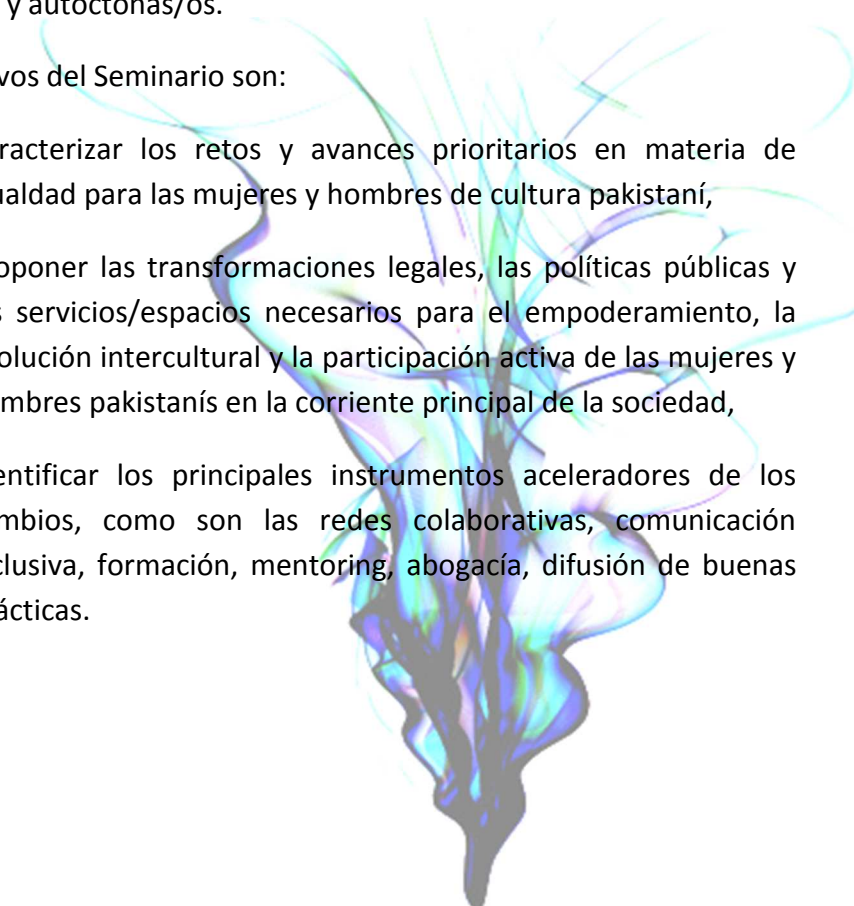 y autóctonas/os.
vos del Seminario son:
racterizar los retos y avances prioritarios en materia de
ualdad para las mujeres y hombres de cultura pakistaní,
oponer las transformaciones legales, las políticas públicas y
s servicios/espacios necesarios para el empoderamiento, la
olución intercultural y la participación activa de las mujeres y
mbres pakistanís en la corriente principal de la sociedad,
entificar los principales instrumentos aceleradores de los
mbios, como son las redes colaborativas, comunicación
clusiva, formación, mentoring, abogacía, difusión de buenas
ácticas.